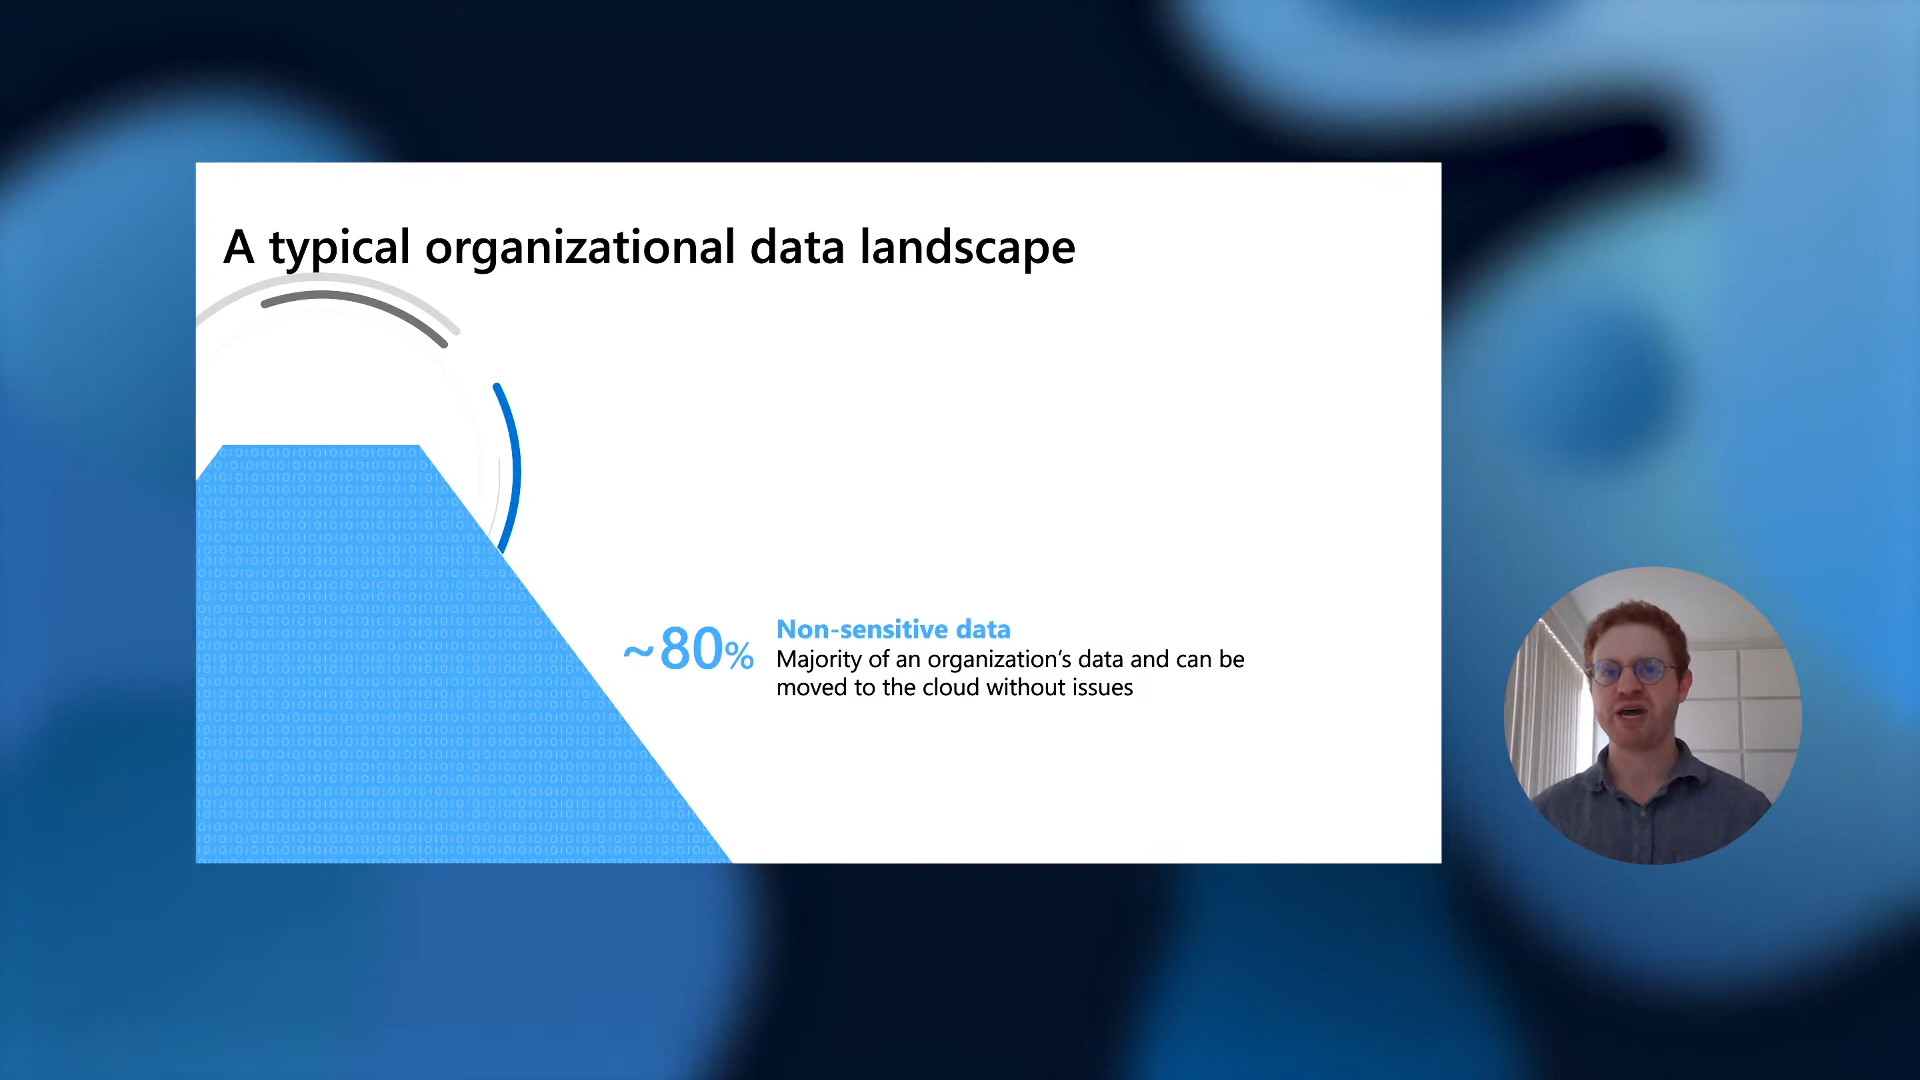 A typical organizational data landscape
~80%
Non-sensitive data
Majority of an organization’s data and can be
moved to the cloud without issues